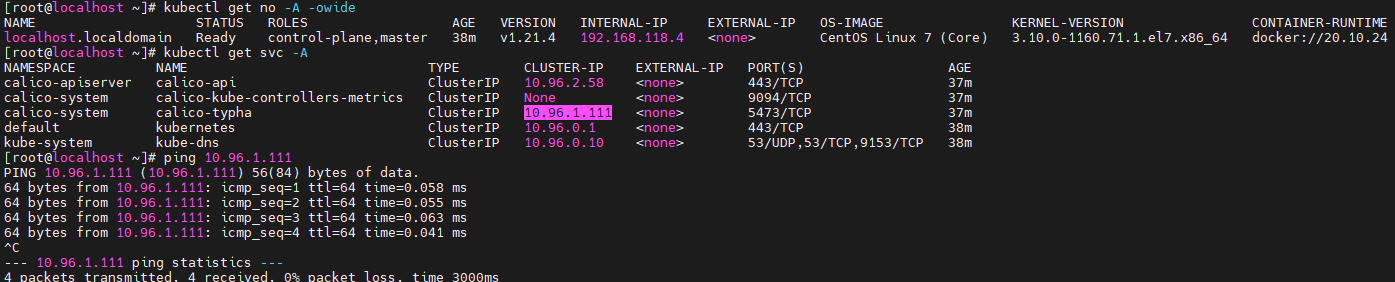 [root@localhost ~]# kubectl get no -A -owide
NAME STATUS ROLES AGE VERSION INTERNAL-IP EXTERNAL-IP OS-IMAGE KERNEL-VERSION CONTAINER-RUNTIME
localhost.localdomain Ready control-plane,master 38m v1.21.4 192.168.118.4 <none> CentOS Linux 7 (Core) 3.10.0-1160.71.1.el7.x86_64 docker://20.10.24
[root@localhost ~]# kubectl get svc -A
NAMESPACE NAME TYPE CLUSTER-IP EXTERNAL-IP PORT(S) AGE
calico-apiserver calico-api ClusterIP 10.96.2.58 <none> 443/TCP 37m
calico-system calico-kube-controllers-metrics ClusterIP None <none> 9094/TCP 37m
calico-system calico-typha ClusterIP 10.96.1.111 <none> 5473/TCP 37m
default kubernetes ClusterIP 10.96.0.1 <none> 443/TCP 38m
kube-system kube-dns ClusterIP 10.96.0.10 <none> 53/UDP,53/TCP,9153/TCP 38m
[root@localhost ~]# ping 10.96.1.111
PING 10.96.1.111 (10.96.1.111) 56(84) bytes of data.
64 bytes from 10.96.1.111: icmp_seq=1 ttl=64 time=0.058 ms
64 bytes from 10.96.1.111: icmp_seq=2 ttl=64 time=0.055 ms
64 bytes from 10.96.1.111: icmp_seq=3 ttl=64 time=0.063 ms
64 bytes from 10.96.1.111: icmp_seq=4 ttl=64 time=0.041 ms
^C
--- 10.96.1.111 ping statistics ---
4 packets transmitted, 4 received, 0% packet loss, time 3000ms